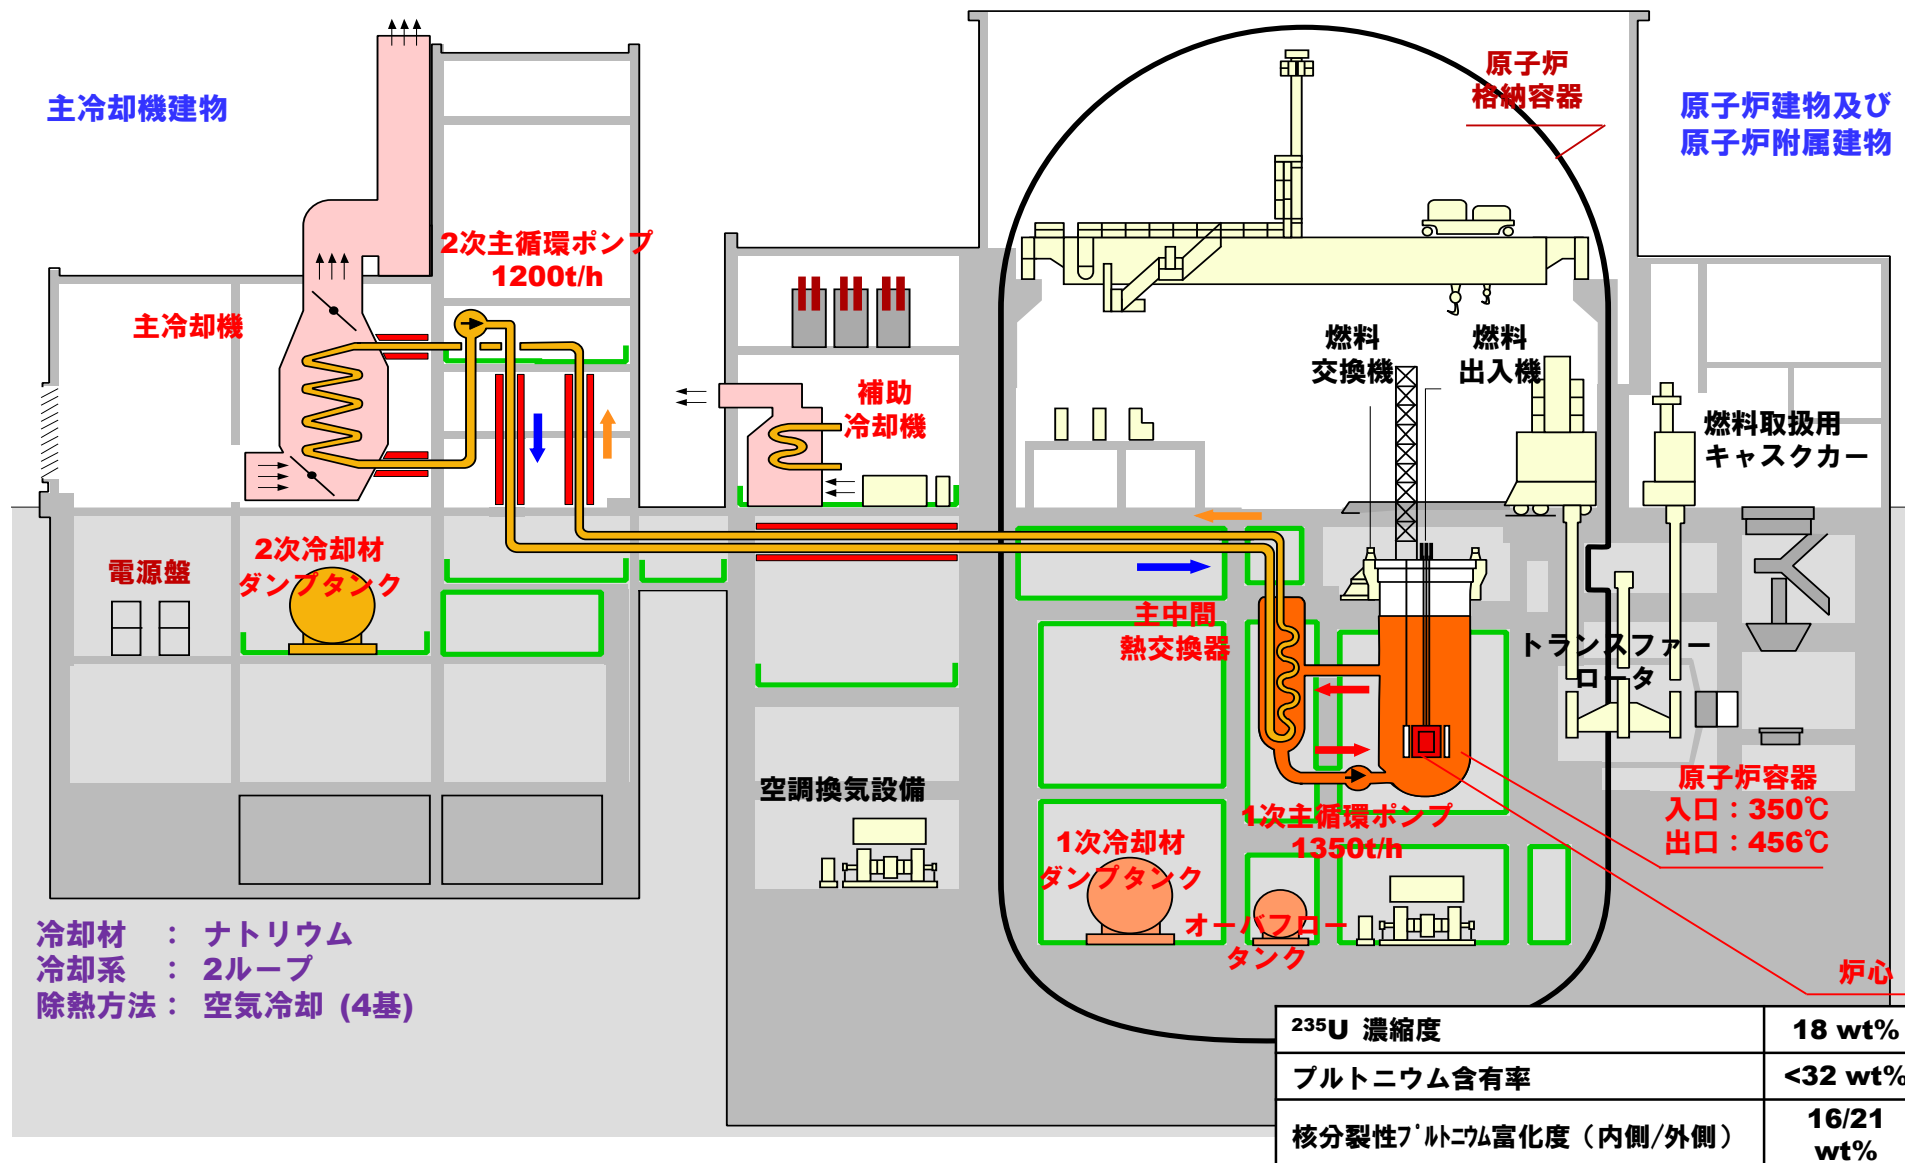 主冷却機建物
原子炉
格納容器
原子炉建物及び
原子炉附属建物
2次主循環ポンプ
1200t/h
主冷却機
補助
冷却機
燃料
交換機
燃料
出入機
燃料取扱用
キャスクカー
電源盤
2次冷却材
ダンプタンク
主中間
熱交換器
トランスファー
ロータ
空調換気設備
1次主循環ポンプ
1350t/h
原子炉容器
入口：350℃
出口：456℃
1次冷却材
ダンプタンク
オーバフロー
タンク
炉心
冷却材 ： ナトリウム
冷却系 ： 2ループ
除熱方法： 空気冷却 (4基)
²³⁵U 濃縮度 18 wt%
プルトニウム含有率 <32 wt%
核分裂性ﾌﾟﾙﾄﾆｳﾑ富化度（内側/外側） 16/21
wt%